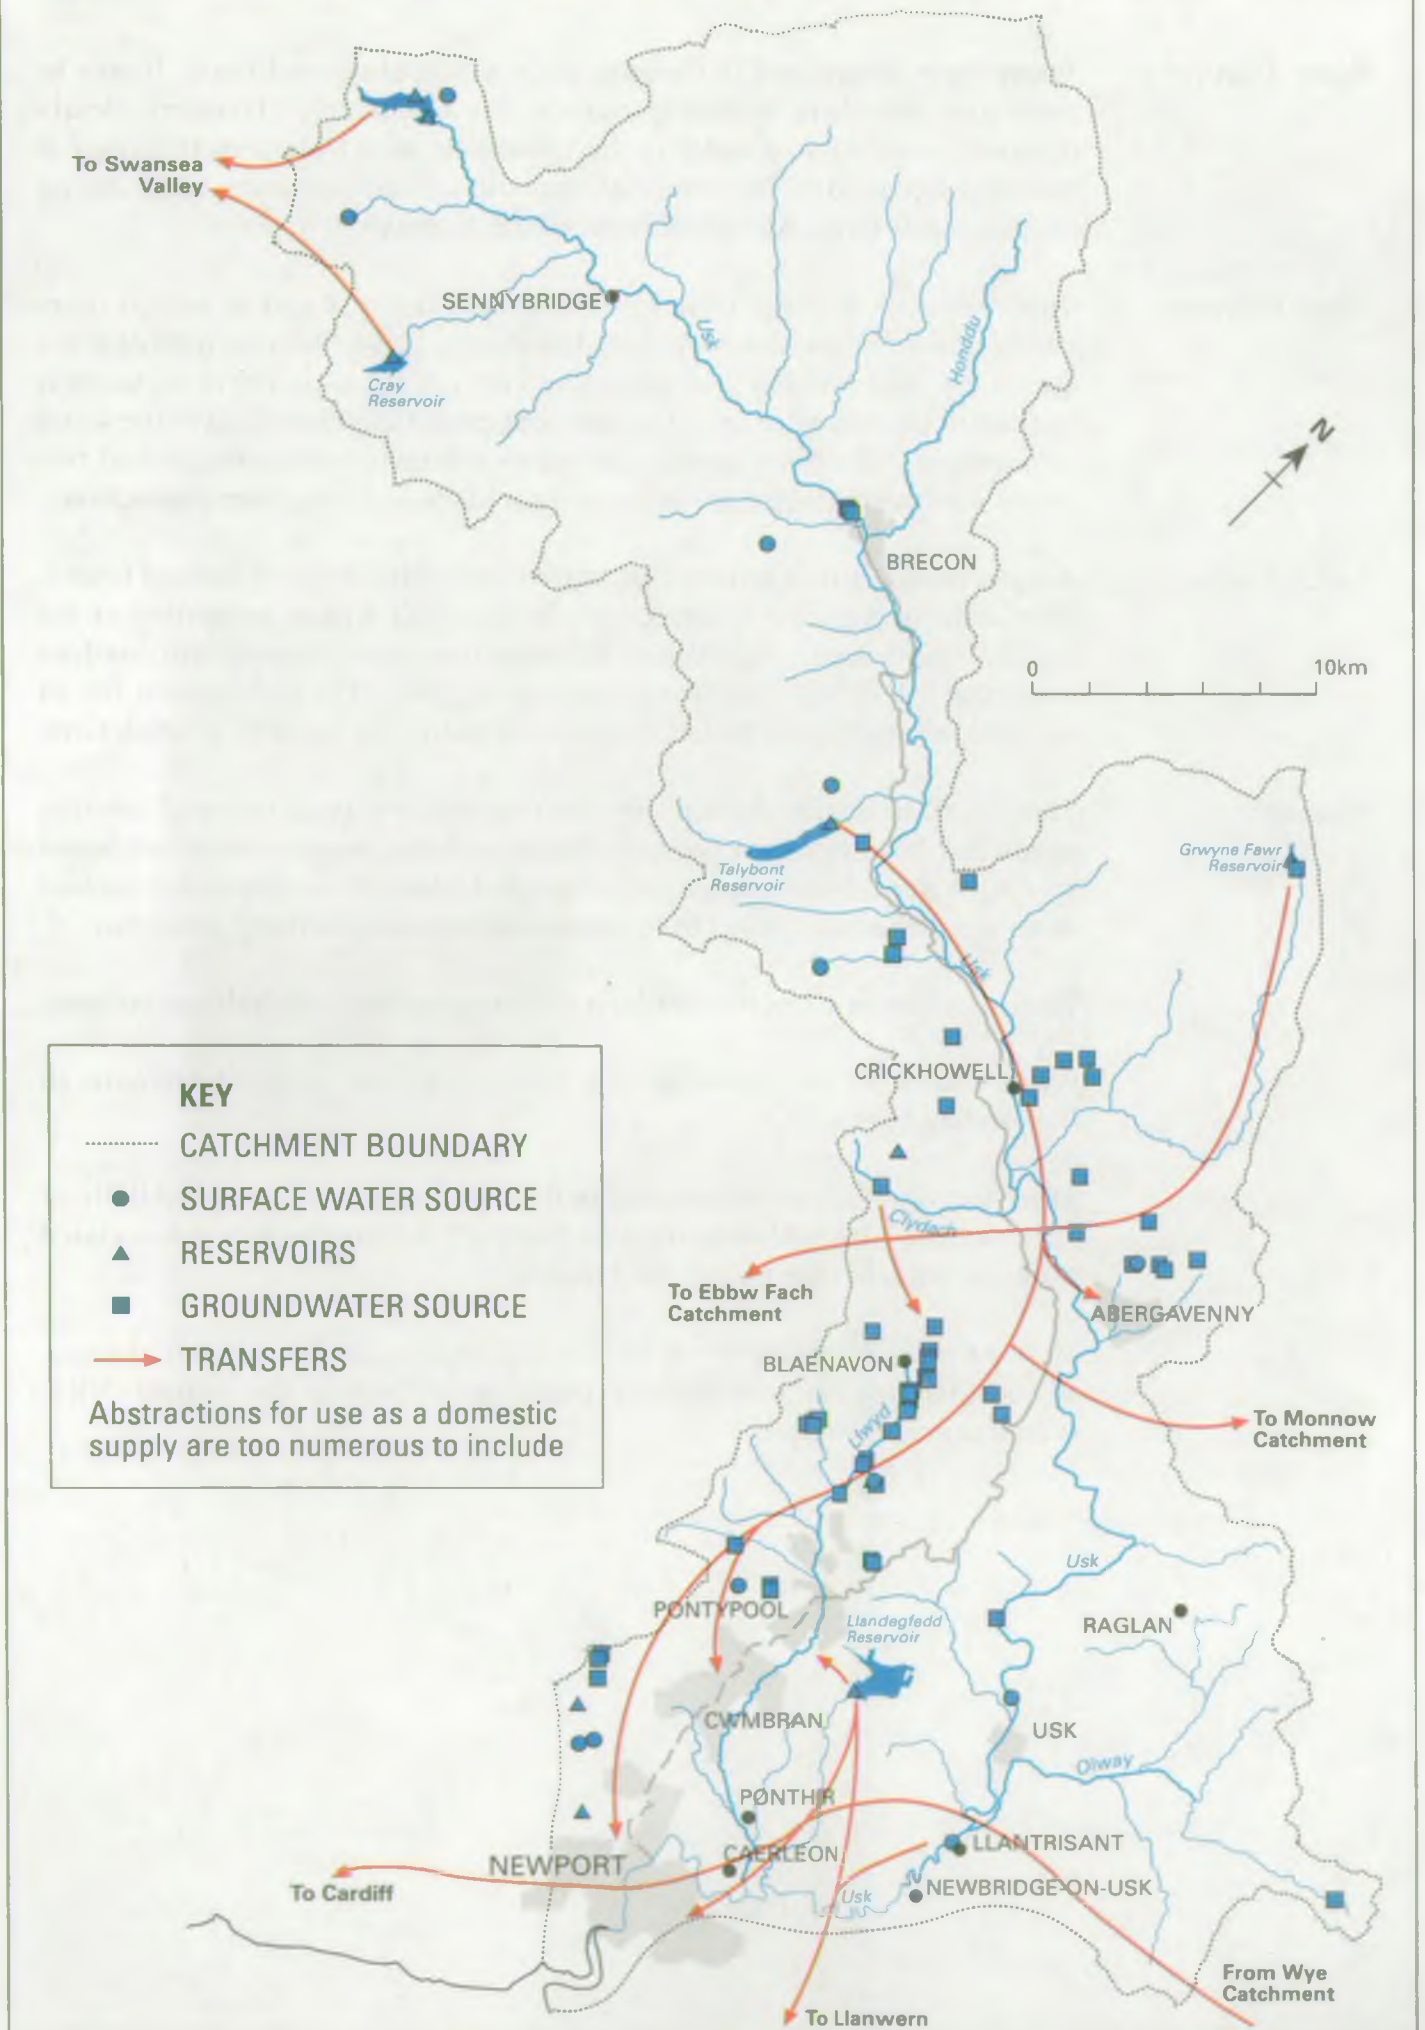 To Swansea
Valley
SENNYBRIDGE
Usk
Honddu
Cray
Reservoir
N
BRECON
0 10km
Talybont
Reservoir
Grwyne Fawr
Reservoir
Usk
CRICKHOWELL
KEY
CATCHMENT BOUNDARY
SURFACE WATER SOURCE
RESERVOIRS
GROUNDWATER SOURCE
TRANSFERS
Abstractions for use as a domestic
supply are too numerous to include
Clydach
To Ebbw Fach
Catchment
ABERGAVENNY
BLAENAVON
Llwyd
To Monnow
Catchment
Usk
PONTYPOOL
Llandegfedd
Reservoir
RAGLAN
CWMBRAN
USK
Olway
PONTHIR
CAERLEON
LLANTRISANT
NEWPORT
To Cardiff
Usk
NEWBRIDGE-ON-USK
From Wye
Catchment
To Llanwern